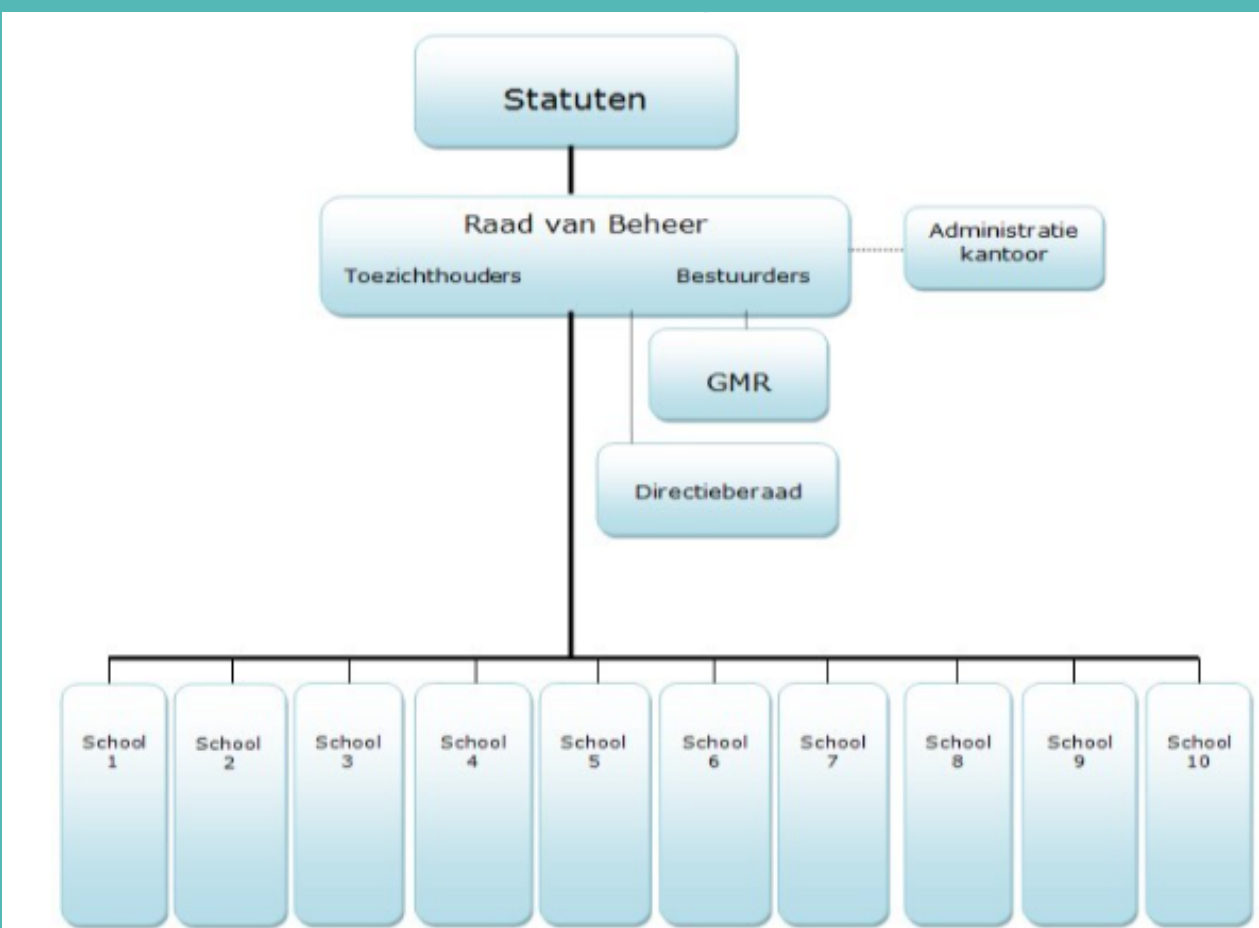 Statuten
Raad van Beheer
Toezichthouders Bestuurders
Administratie
kantoor
GMR
Directieberaad
School
1
School
2
School
3
School
4
School
5
School
6
School
7
School
8
School
9
School
10